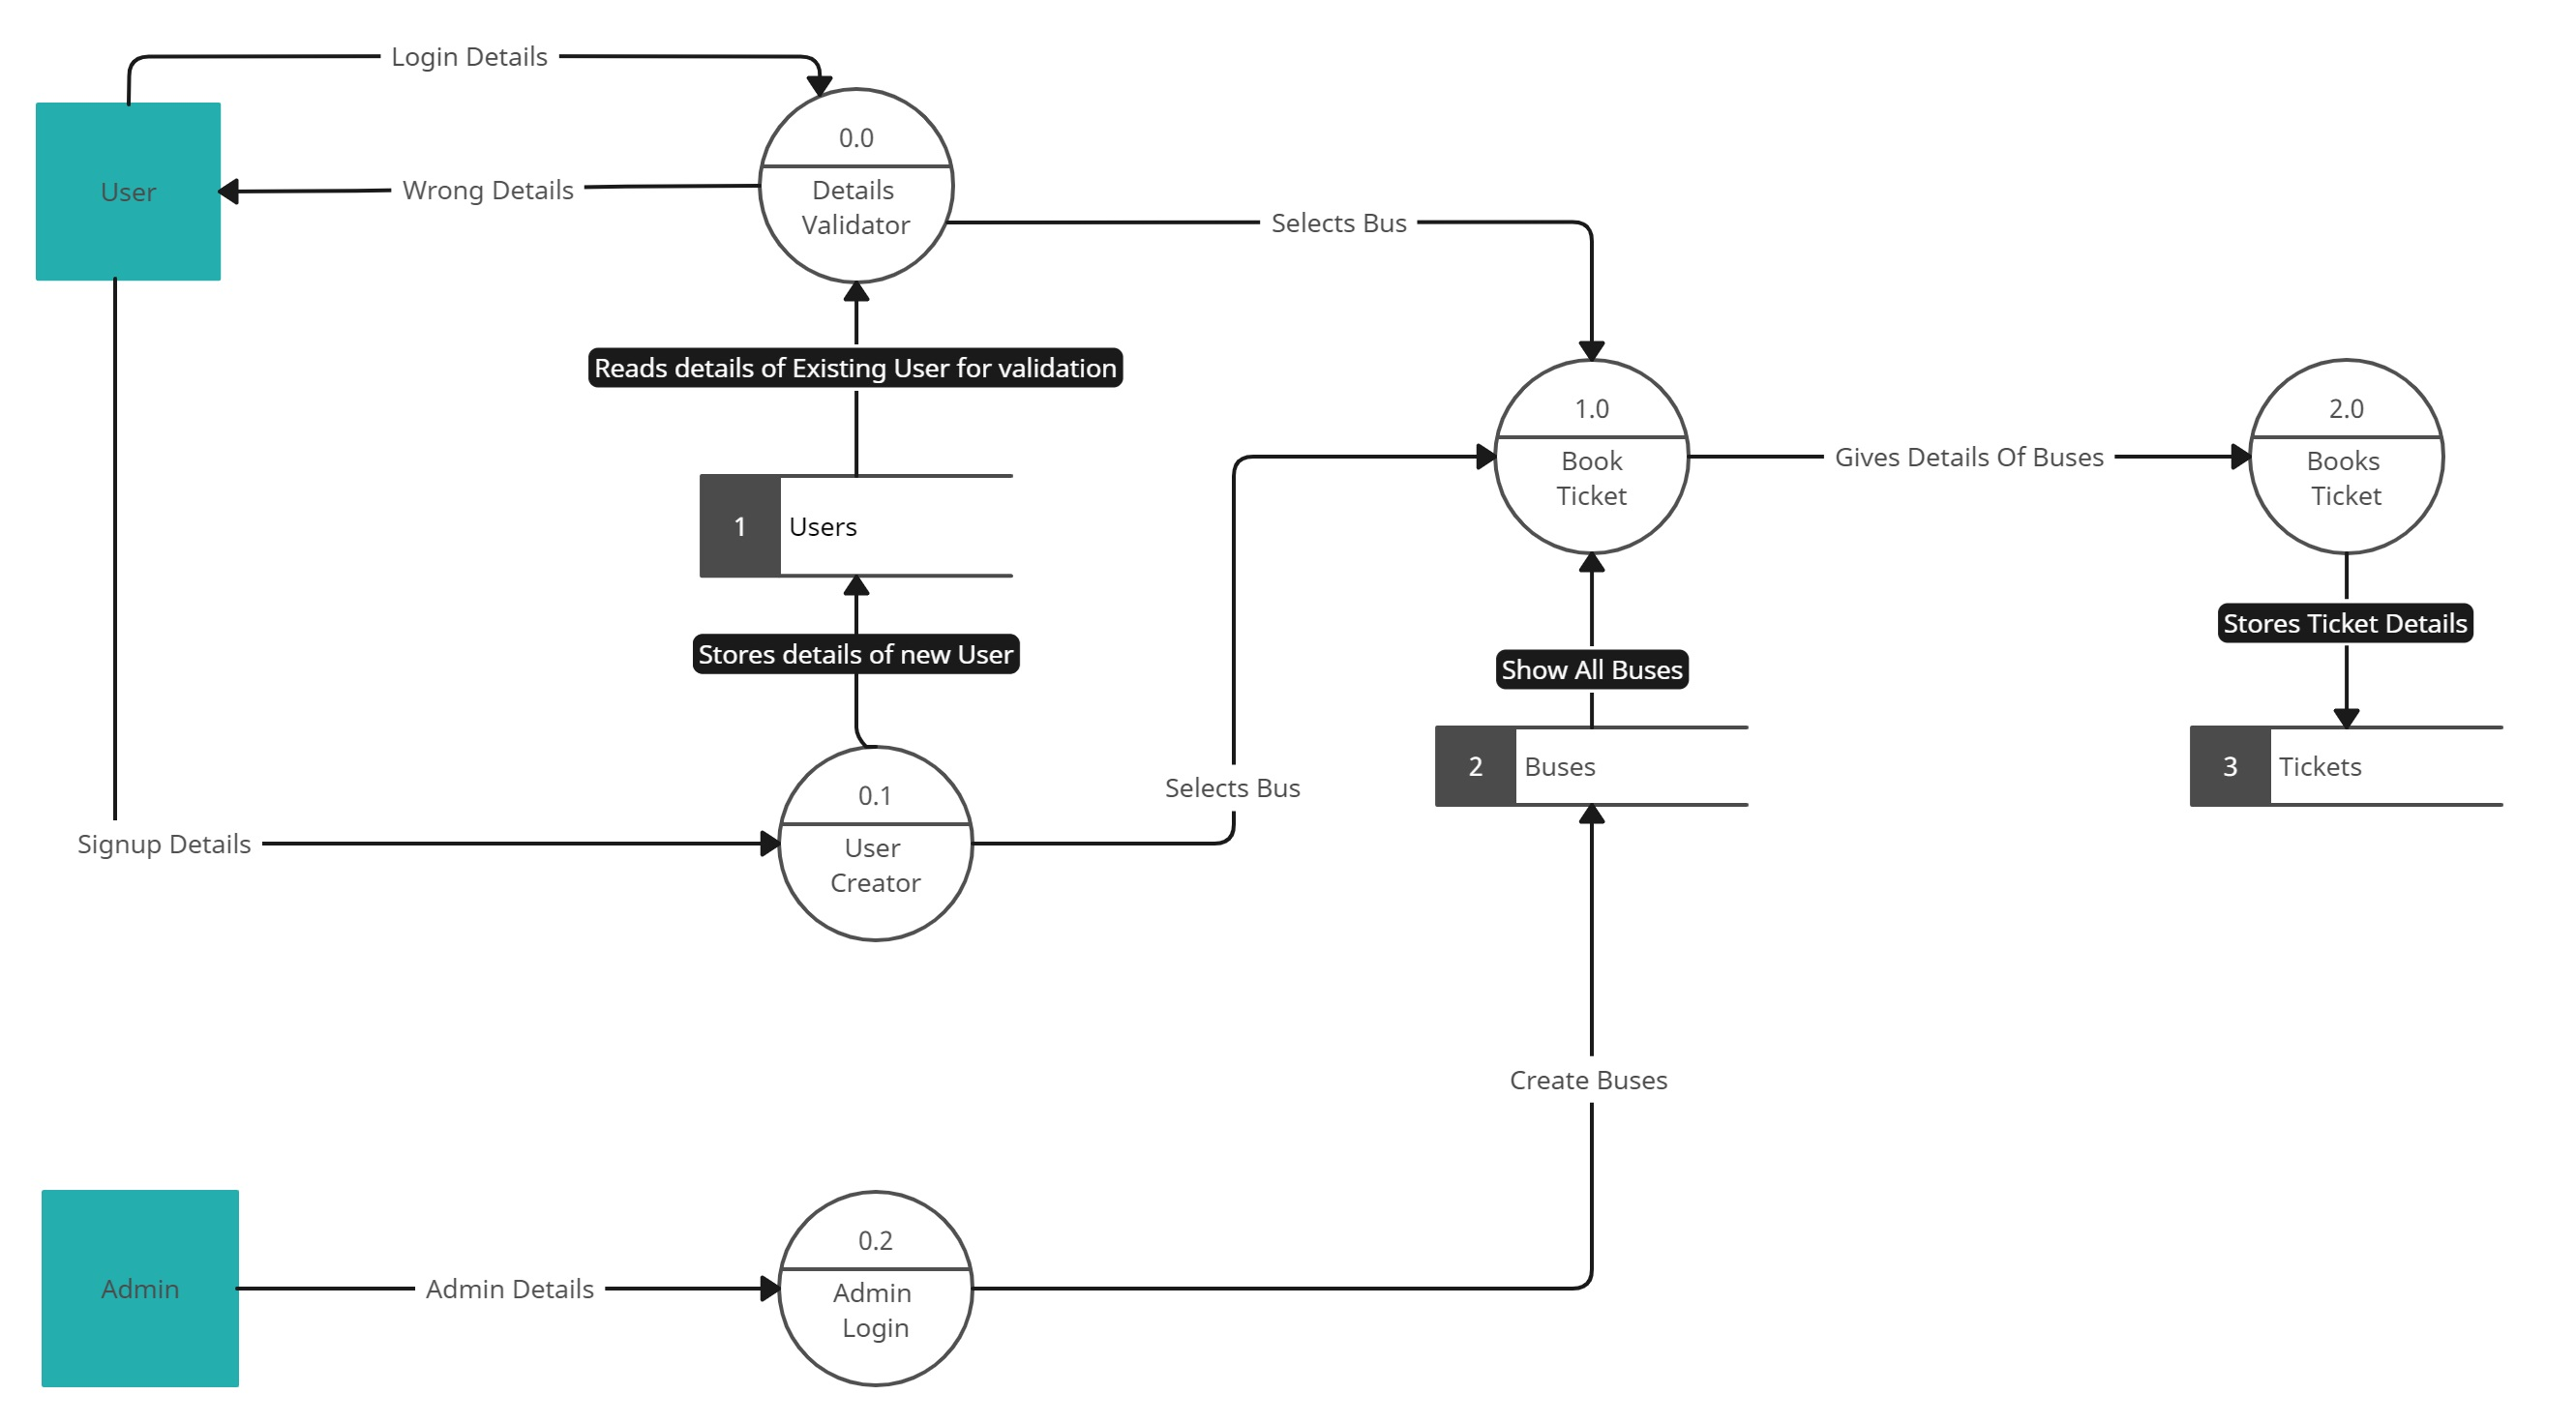 Login Details
User
Wrong Details
0.0
Details
Validator
Selects Bus
Reads details of Existing User for validation
1.0
Book
Ticket
Gives Details Of Buses
2.0
Books
Ticket
1
Users
Stores details of new User
Show All Buses
Stores Ticket Details
2
Buses
3
Tickets
Selects Bus
Signup Details
0.1
User
Creator
Create Buses
Admin
Admin Details
0.2
Admin
Login